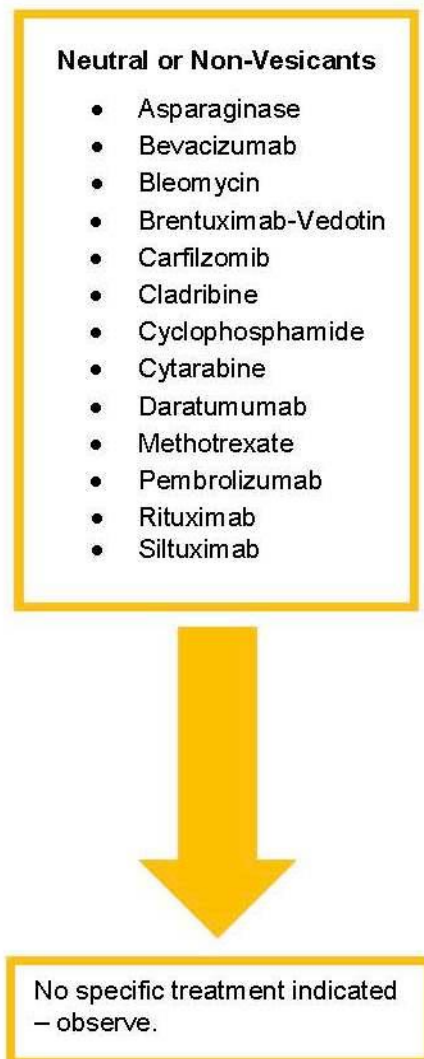 Neutral or Non-Vesicants
• Asparaginase
• Bevacizumab
• Bleomycin
• Brentuximab-Vedotin
• Carfilzomib
• Cladribine
• Cyclophosphamide
• Cytarabine
• Daratumumab
• Methotrexate
• Pembrolizumab
• Rituximab
• Siltuximab
No specific treatment indicated
– observe.